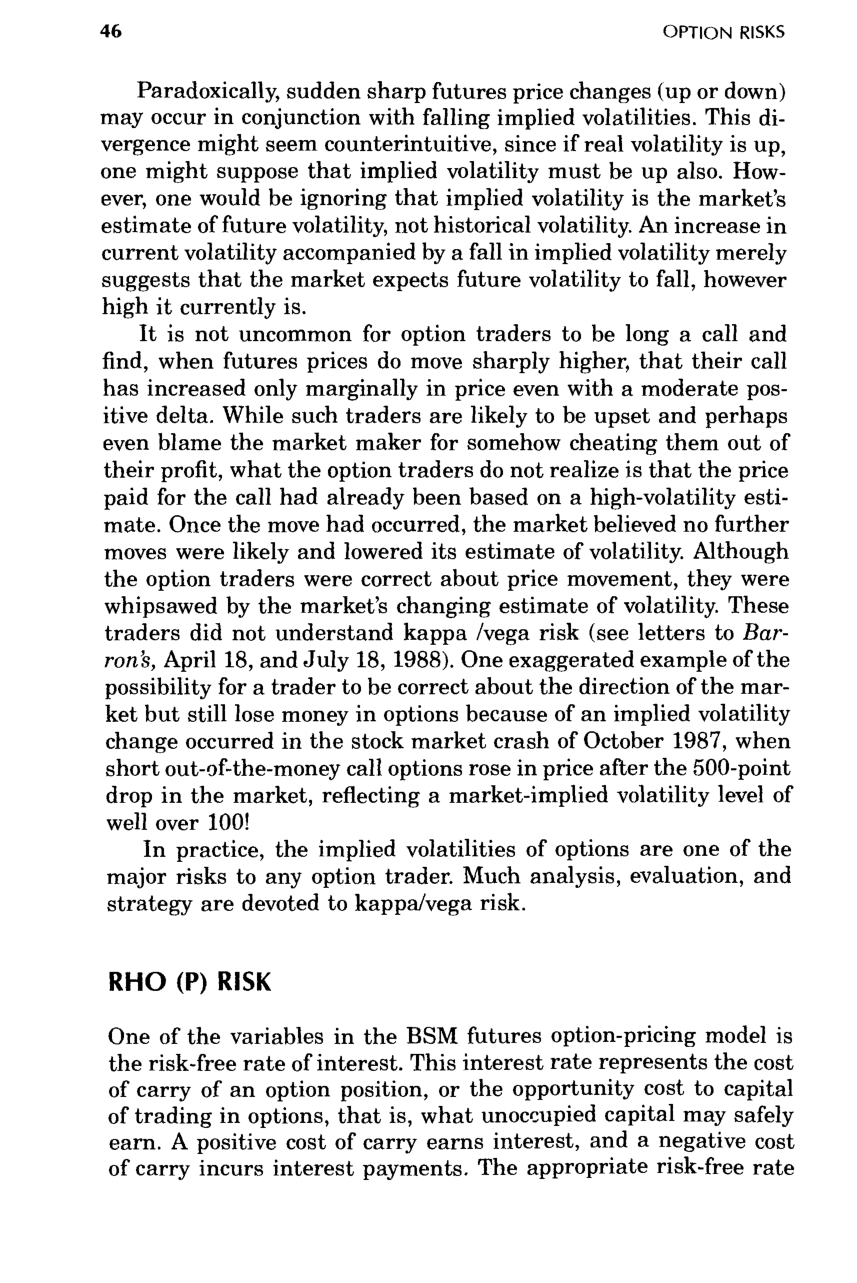 46 OPTION RISKS
Paradoxically, sudden sharp futures price changes (up or down)
may occur in conjunction with falling implied volatilities. This di-
vergence might seem counterintuitive, since if real volatility is up,
one might suppose that implied volatility must be up also. How-
ever, one would be ignoring that implied volatility is the market's
estimate of future volatility, not historical volatility. An increase in
current volatility accompanied by a fall in implied volatility merely
suggests that the market expects future volatility to fall, however
high it currently is.
It is not uncommon for option traders to be long a call and
find, when futures prices do move sharply higher, that their call
has increased only marginally in price even with a moderate pos-
itive delta. While such traders are likely to be upset and perhaps
even blame the market maker for somehow cheating them out of
their profit, what the option traders do not realize is that the price
paid for the call had already been based on a high-volatility esti-
mate. Once the move had occurred, the market believed no further
moves were likely and lowered its estimate of volatility. Although
the option traders were correct about price movement, they were
whipsawed by the market's changing estimate of volatility. These
traders did not understand kappa /vega risk (see letters to Bar-
ron's, April 18, and July 18, 1988). One exaggerated example of the
possibility for a trader to be correct about the direction of the mar-
ket but still lose money in options because of an implied volatility
change occurred in the stock market crash of October 1987, when
short out-of-the-money call options rose in price after the 500-point
drop in the market, reflecting a market-implied volatility level of
well over 100!
In practice, the implied volatilities of options are one of the
major risks to any option trader. Much analysis, evaluation, and
strategy are devoted to kappa/vega risk.
RHO (P) RISK
One of the variables in the BSM futures option-pricing model is
the risk-free rate of interest. This interest rate represents the cost
of carry of an option position, or the opportunity cost to capital
of trading in options, that is, what unoccupied capital may safely
earn. A positive cost of carry earns interest, and a negative cost
of carry incurs interest payments. The appropriate risk-free rate